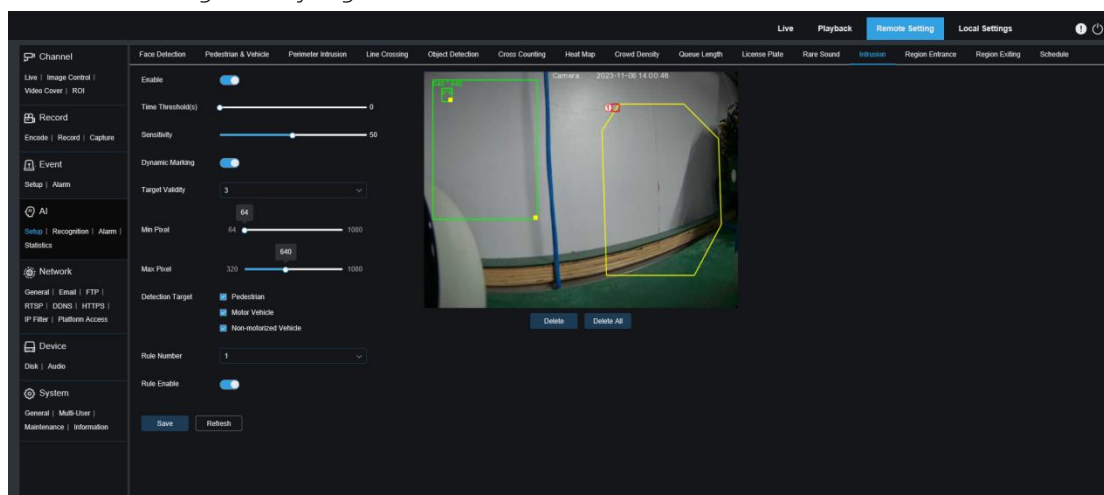 Live Playback Remote Setting Local Settings
Channel
Live | Image Control |
Video Cover | ROI
Record
Encode | Record | Capture
Event
Setup | Alarm
AI
Setup | Recognition | Alarm |
Statistics
Network
General | Email | FTP |
RTSP | DDNS | HTTPS |
IP Filter | Platform Access
Device
Disk | Audio
System
General | Multi-User |
Maintenance | Information
Face Detection Pedestrian & Vehicle Perimeter Intrusion Line Crossing Object Detection Cross Counting Heat Map Crowd Density Queue Length License Plate Rare Sound Intrusion Region Entrance Region Exiting Schedule
Enable
Time Threshold(s) 0
Sensitivity 50
Dynamic Marking
Target Validity 3
64
Min Pixel 64 1080
640
Max Pixel 320 1080
Detection Target Pedestrian
Motor Vehicle
Non-motorized Vehicle
Rule Number 1
Rule Enable
Save Refresh
Camera 2023-11-06 14:00:46
640*640
1
Delete Delete All